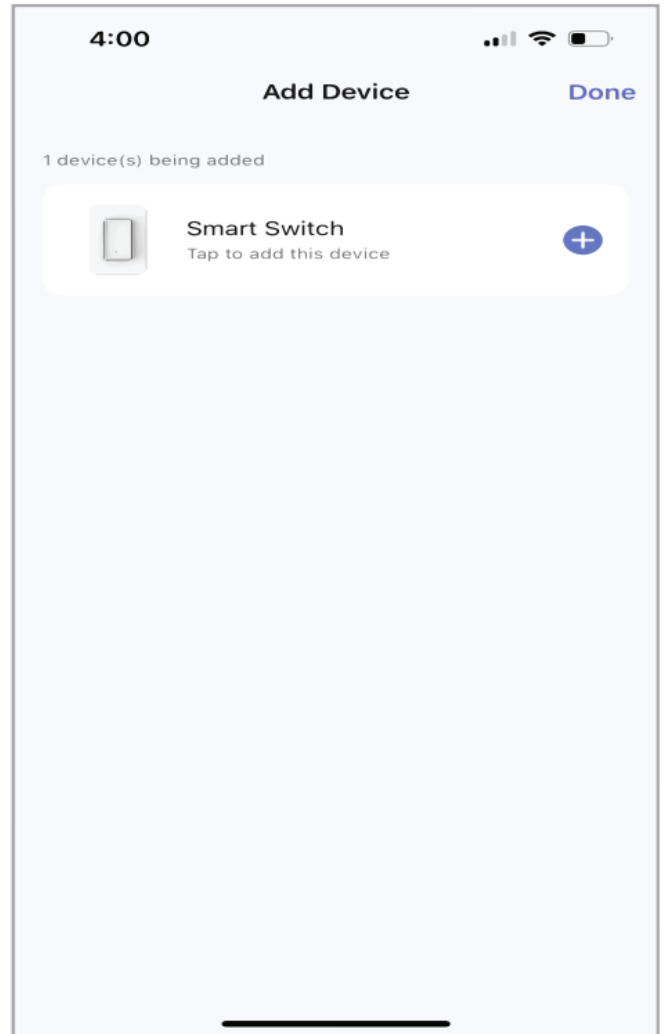 4:00
Add Device
Done
1 device(s) being added
Smart Switch
Tap to add this device